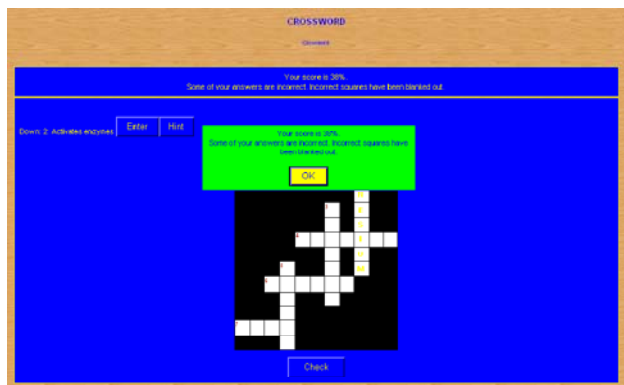 CROSSWORD
Crossword
Your score is 38%.
Some of your answers are incorrect. Incorrect squares have been blanked out.
Down: 2. Activates enzymes
Enter
Hint
Your score is 38%.
Some of your answers are incorrect. Incorrect squares have
been blanked out.
OK
Check